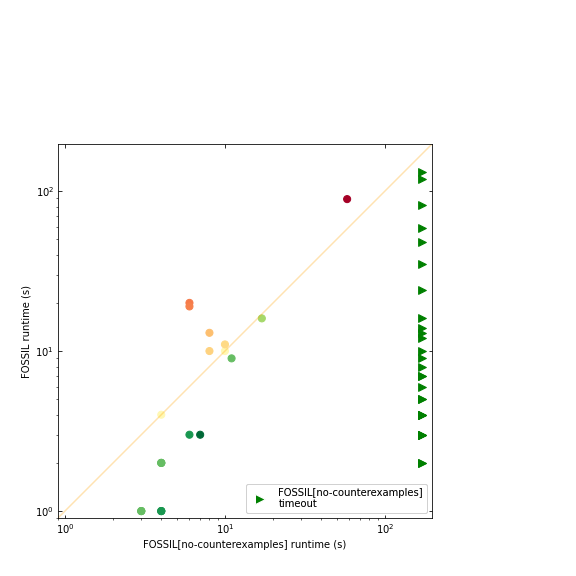 10²
10¹
10⁰
FOSSIL runtime (s)
FOSSIL[no-counterexamples]
timeout
10⁰
10¹
10²
FOSSIL[no-counterexamples] runtime (s)